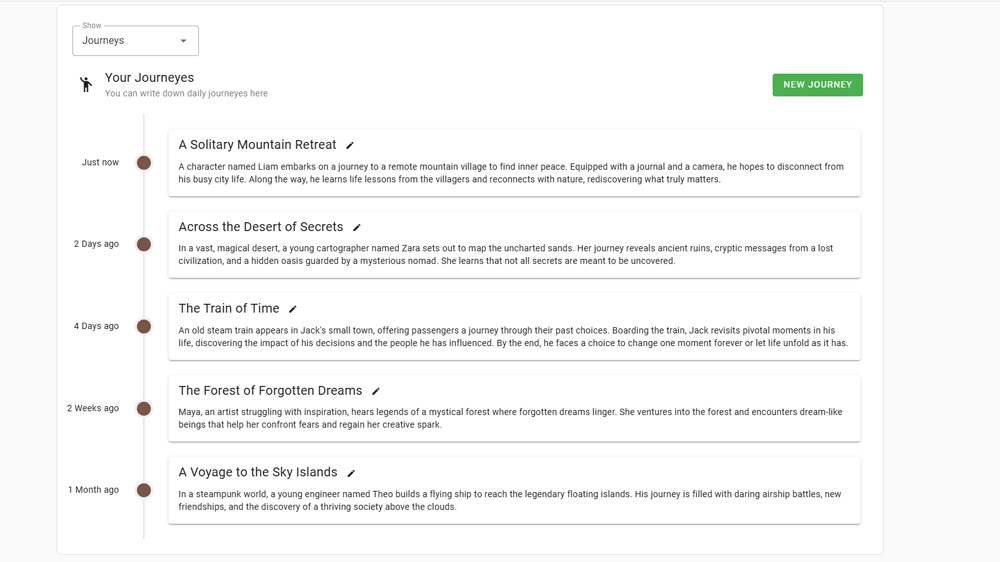 Show
Journeys
Your Journeyes
You can write down daily journeyes here
NEW JOURNEY
Just now
A Solitary Mountain Retreat
A character named Liam embarks on a journey to a remote mountain village to find inner peace. Equipped with a journal and a camera, he hopes to disconnect from
his busy city life. Along the way, he learns life lessons from the villagers and reconnects with nature, rediscovering what truly matters.
2 Days ago
Across the Desert of Secrets
In a vast, magical desert, a young cartographer named Zara sets out to map the uncharted sands. Her journey reveals ancient ruins, cryptic messages from a lost
civilization, and a hidden oasis guarded by a mysterious nomad. She learns that not all secrets are meant to be uncovered.
4 Days ago
The Train of Time
An old steam train appears in Jack's small town, offering passengers a journey through their past choices. Boarding the train, Jack revisits pivotal moments in his
life, discovering the impact of his decisions and the people he has influenced. By the end, he faces a choice to change one moment forever or let life unfold as it has.
2 Weeks ago
The Forest of Forgotten Dreams
Maya, an artist struggling with inspiration, hears legends of a mystical forest where forgotten dreams linger. She ventures into the forest and encounters dream-like
beings that help her confront fears and regain her creative spark.
1 Month ago
A Voyage to the Sky Islands
In a steampunk world, a young engineer named Theo builds a flying ship to reach the legendary floating islands. His journey is filled with daring airship battles, new
friendships, and the discovery of a thriving society above the clouds.